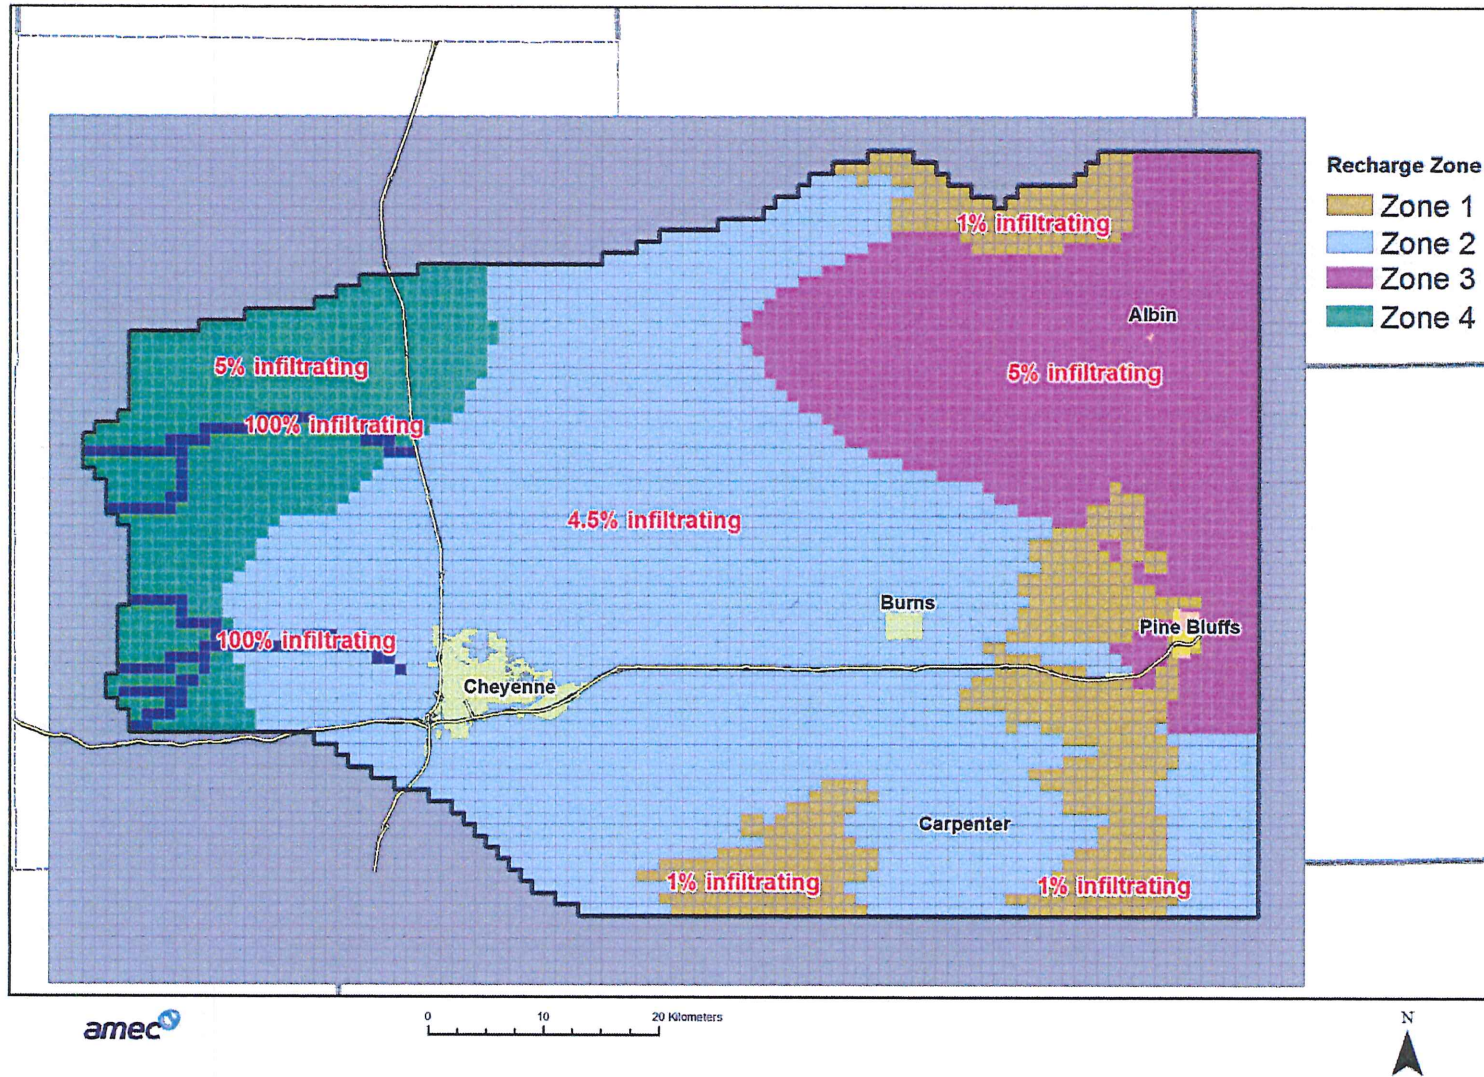 Recharge Zone
Zone 1
Zone 2
Zone 3
Zone 4
1% infiltrating
Albin
5% infiltrating
5% infiltrating
100% infiltrating
4.5% infiltrating
Burns
Pine Bluffs
100% infiltrating
Cheyenne
Carpenter
1% infiltrating
1% infiltrating
amec
0 10 20 Kilometers
N